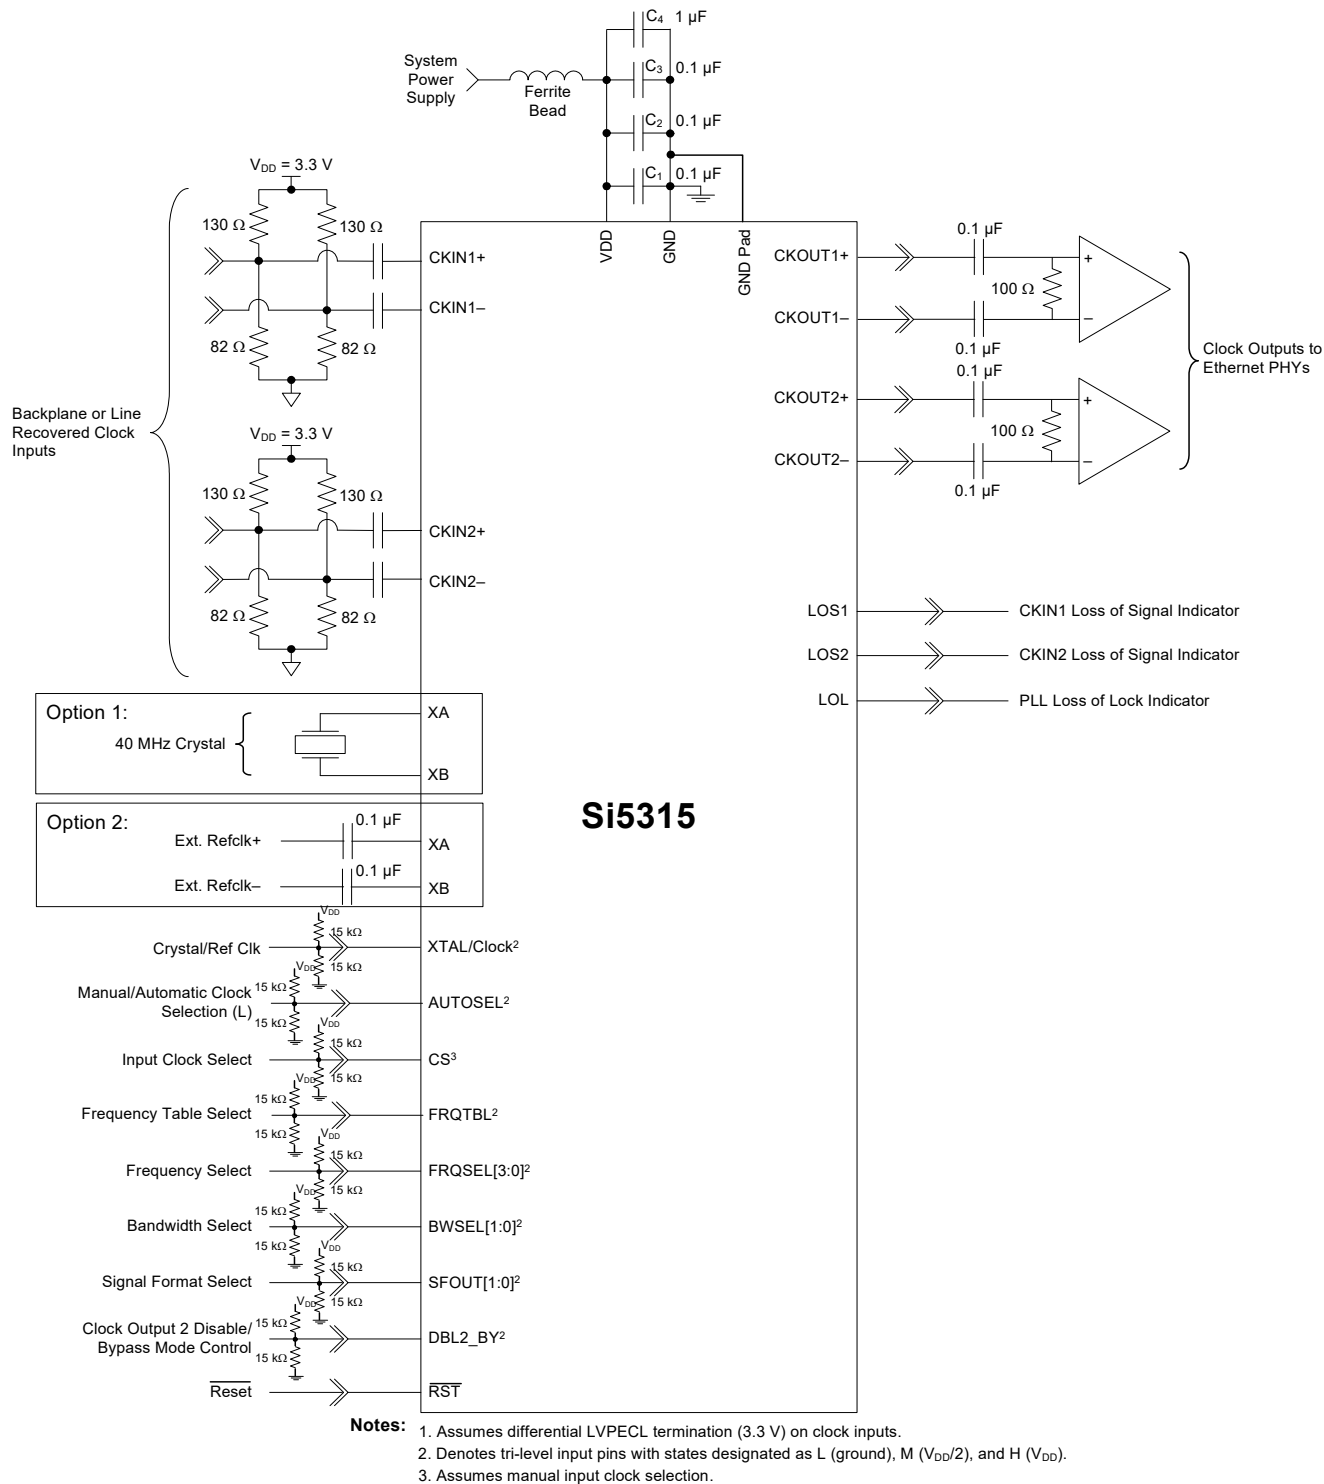 C4 1 µF
System
Power
Supply
Ferrite
Bead
C3 0.1 µF
C2 0.1 µF
C1 0.1 µF
VDD = 3.3 V
130 Ω
130 Ω
82 Ω
82 Ω
VDD = 3.3 V
130 Ω
130 Ω
82 Ω
82 Ω
Backplane or Line
Recovered Clock
Inputs
CKIN1+
CKIN1–
CKIN2+
CKIN2–
VDD
GND
GND Pad
CKOUT1+
CKOUT1–
CKOUT2+
CKOUT2–
0.1 µF
100 Ω
+
–
0.1 µF
0.1 µF
100 Ω
+
–
0.1 µF
Clock Outputs to
Ethernet PHYs
LOS1 CKIN1 Loss of Signal Indicator
LOS2 CKIN2 Loss of Signal Indicator
LOL PLL Loss of Lock Indicator
Option 1:
40 MHz Crystal
XA
XB
Si5315
Option 2:
Ext. Refclk+ 0.1 µF XA
Ext. Refclk– 0.1 µF XB
VDD
15 kΩ
Crystal/Ref Clk XTAL/Clock²
15 kΩ
VDD
15 kΩ
Manual/Automatic Clock
Selection (L)
AUTOSEL²
15 kΩ
VDD
15 kΩ
Input Clock Select CS³
15 kΩ
VDD
15 kΩ
Frequency Table Select FRQTBL²
15 kΩ
VDD
15 kΩ
Frequency Select FRQSEL[3:0]²
15 kΩ
VDD
15 kΩ
Bandwidth Select BWSEL[1:0]²
15 kΩ
VDD
15 kΩ
Signal Format Select SFOUT[1:0]²
15 kΩ
VDD
15 kΩ
Clock Output 2 Disable/
Bypass Mode Control
DBL2_BY²
15 kΩ
Reset RST
Notes: 1. Assumes differential LVPECL termination (3.3 V) on clock inputs.
2. Denotes tri-level input pins with states designated as L (ground), M (VDD/2), and H (VDD).
3. Assumes manual input clock selection.